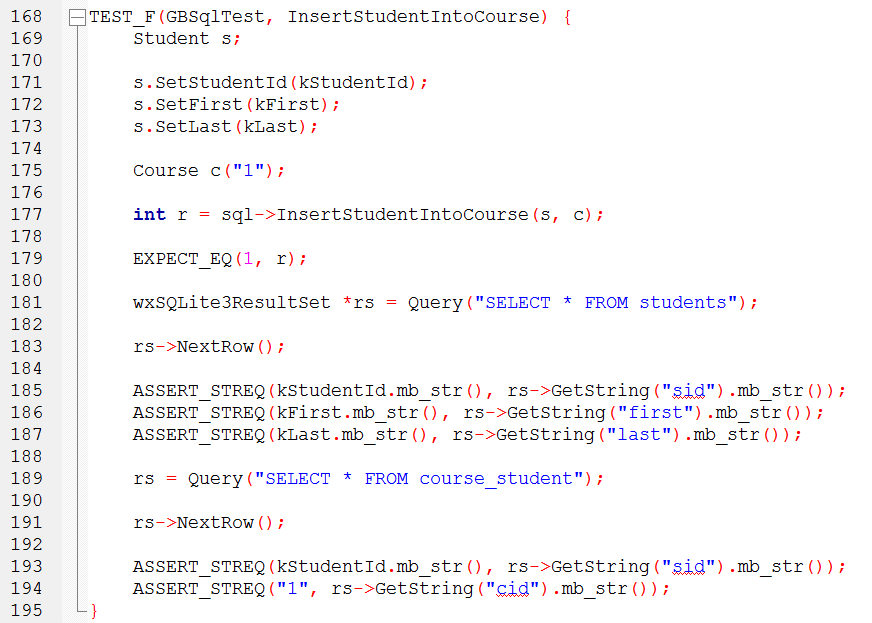 168 TEST_F(GBSqlTest, InsertStudentIntoCourse) {
169     Student s;
170
171     s.SetStudentId(kStudentId);
172     s.SetFirst(kFirst);
173     s.SetLast(kLast);
174
175     Course c("1");
176
177     int r = sql->InsertStudentIntoCourse(s, c);
178
179     EXPECT_EQ(1, r);
180
181     wxSQLite3ResultSet *rs = Query("SELECT * FROM students");
182
183     rs->NextRow();
184
185     ASSERT_STREQ(kStudentId.mb_str(), rs->GetString("sid").mb_str());
186     ASSERT_STREQ(kFirst.mb_str(), rs->GetString("first").mb_str());
187     ASSERT_STREQ(kLast.mb_str(), rs->GetString("last").mb_str());
188
189     rs = Query("SELECT * FROM course_student");
190
191     rs->NextRow();
192
193     ASSERT_STREQ(kStudentId.mb_str(), rs->GetString("sid").mb_str());
194     ASSERT_STREQ("1", rs->GetString("cid").mb_str());
195 }